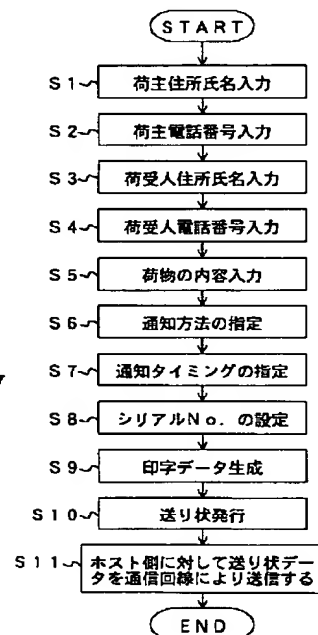 START
S1 荷主住所氏名入力
S2 荷主電話番号入力
S3 荷受人住所氏名入力
S4 荷受人電話番号入力
S5 荷物の内容入力
S6 通知方法の指定
S7 通知タイミングの指定
S8 シリアルNo.の設定
S9 印字データ生成
S10 送り状発行
S11 ホスト側に対して送り状デー
タを通信回線により送信する
END